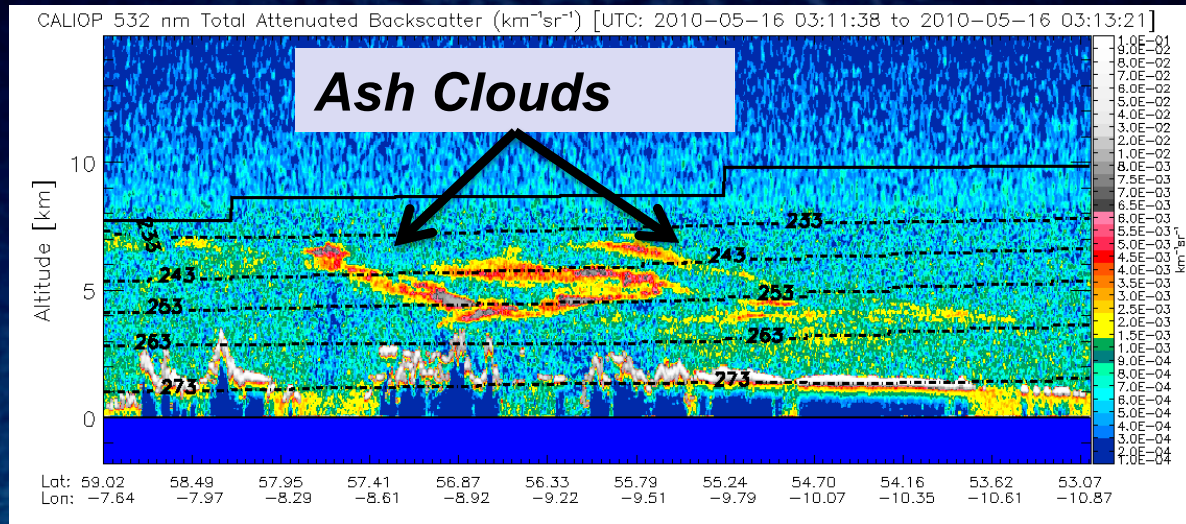 CALIOP 532 nm Total Attenuated Backscatter (km⁻¹sr⁻¹) [UTC: 2010-05-16 03:11:38 to 2010-05-16 03:13:21]
Ash Clouds
Altitude [km]
10
5
0
233
243
253
263
273
233
243
253
263
273
1.0E-01
9.0E-02
8.0E-02
7.0E-02
6.0E-02
5.0E-02
4.0E-02
3.0E-02
2.0E-02
1.0E-02
8.0E-03
7.5E-03
7.0E-03
6.5E-03
6.0E-03
5.5E-03
5.0E-03
4.5E-03
4.0E-03
3.5E-03
3.0E-03
2.5E-03
2.0E-03
1.5E-03
1.0E-03
9.0E-04
8.0E-04
7.0E-04
6.0E-04
5.0E-04
4.0E-04
3.0E-04
2.0E-04
1.0E-04
km⁻¹sr⁻¹
Lat: 59.02 58.49 57.95 57.41 56.87 56.33 55.79 55.24 54.70 54.16 53.62 53.07
Lon: -7.64 -7.97 -8.29 -8.61 -8.92 -9.22 -9.51 -9.79 -10.07 -10.35 -10.61 -10.87